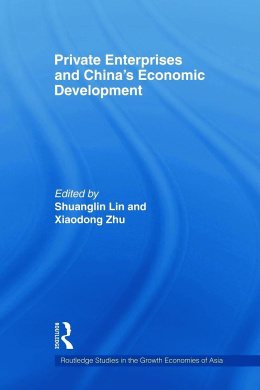 Private Enterprises
and China's Economic
Development
Edited by
Shuanglin Lin and
Xiaodong Zhu
ROUTLEDGE
Routledge Studies in the Growth Economies of Asia